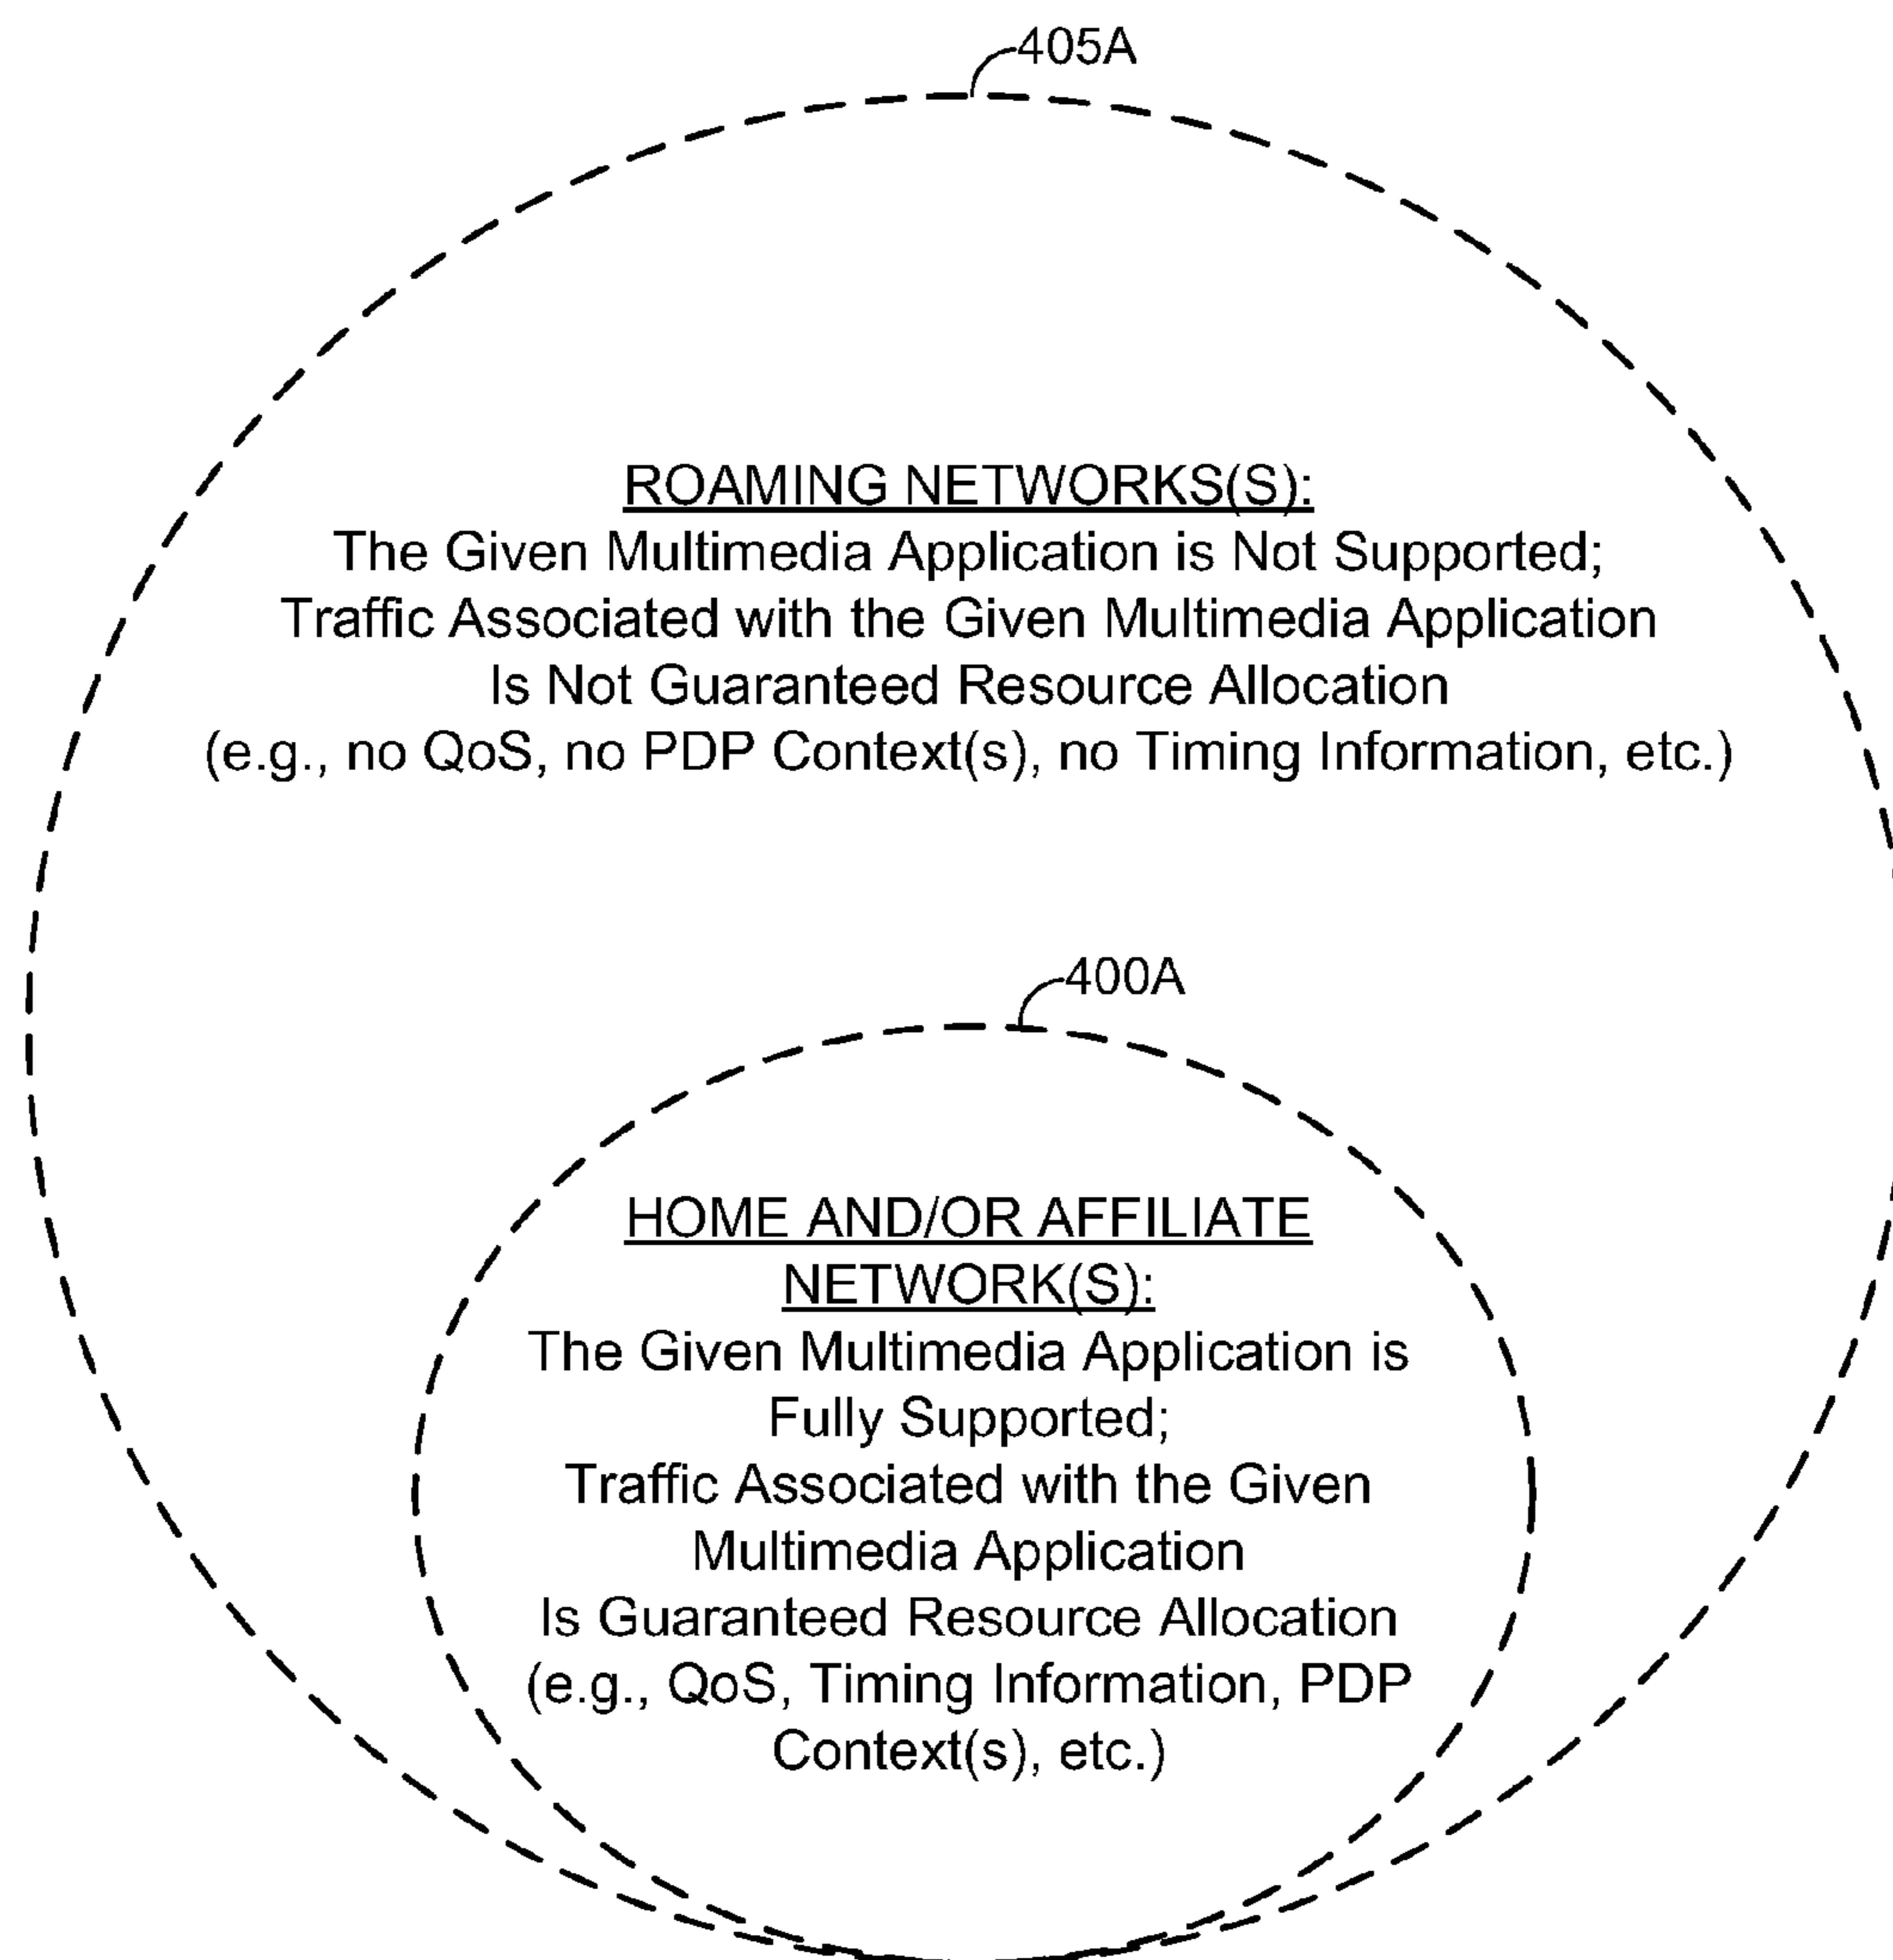 405A
ROAMING NETWORKS(S):
The Given Multimedia Application is Not Supported;
Traffic Associated with the Given Multimedia Application
Is Not Guaranteed Resource Allocation
(e.g., no QoS, no PDP Context(s), no Timing Information, etc.)
400A
HOME AND/OR AFFILIATE
NETWORK(S):
The Given Multimedia Application is
Fully Supported;
Traffic Associated with the Given
Multimedia Application
Is Guaranteed Resource Allocation
(e.g., QoS, Timing Information, PDP
Context(s), etc.)